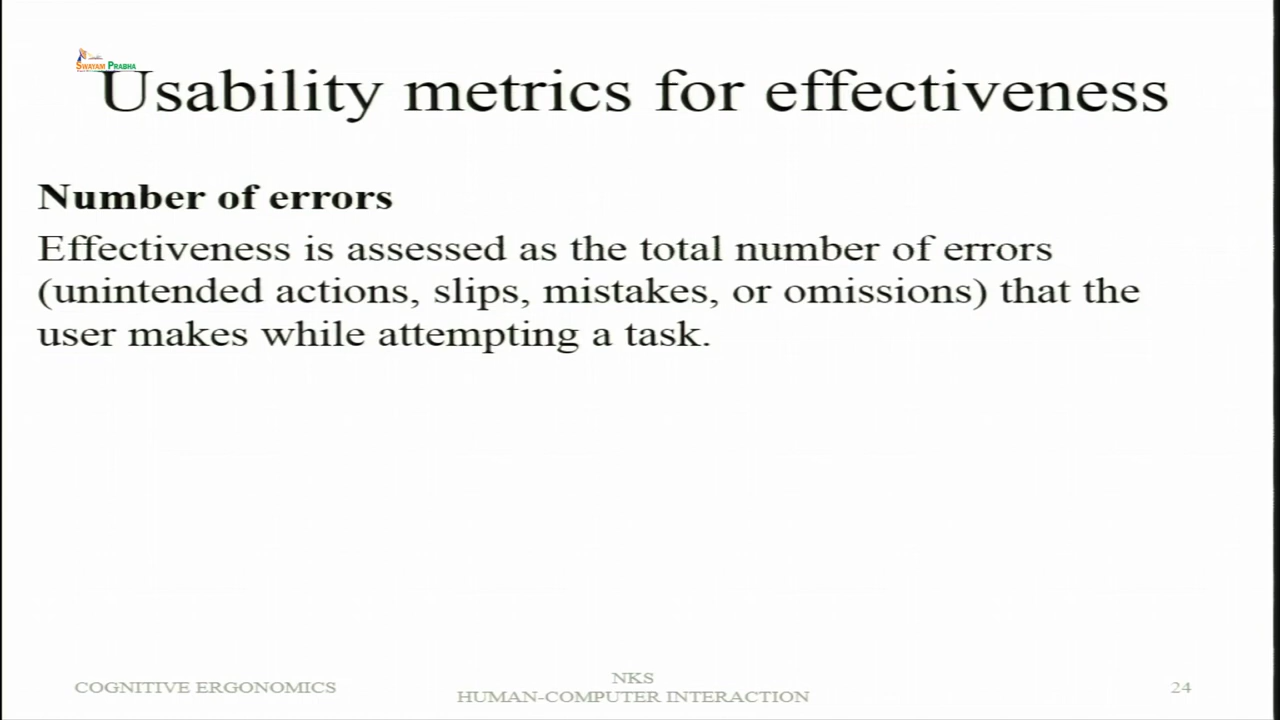 SWAYAM PRABHA
Usability metrics for effectiveness
Number of errors
Effectiveness is assessed as the total number of errors
(unintended actions, slips, mistakes, or omissions) that the
user makes while attempting a task.
COGNITIVE ERGONOMICS
NKS
HUMAN-COMPUTER INTERACTION
24